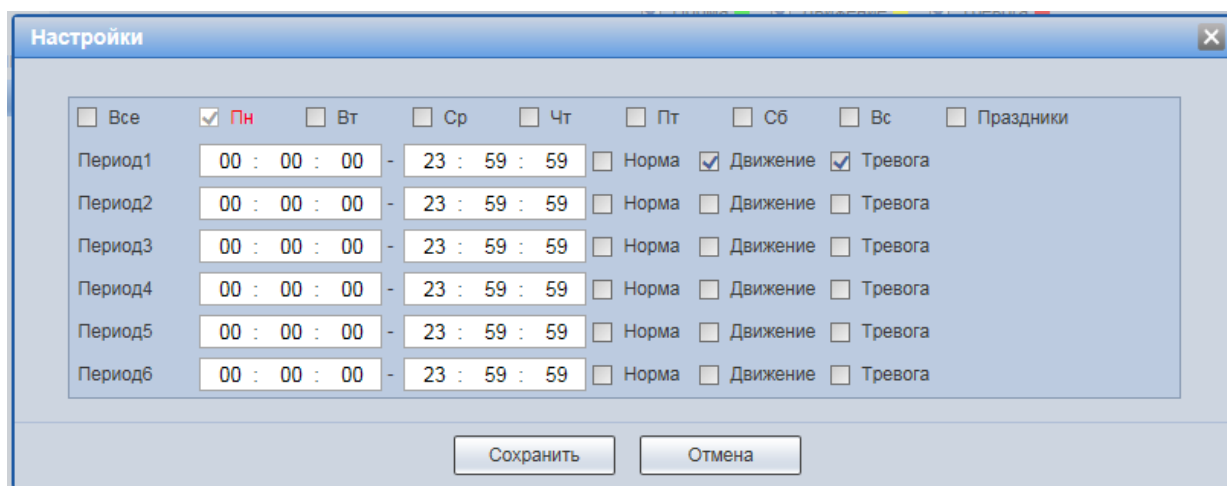 Настройки
Все Пн Вт Ср Чт Пт Сб Вс Праздники
Период1 00 : 00 : 00 - 23 : 59 : 59 Норма Движение Тревога
Период2 00 : 00 : 00 - 23 : 59 : 59 Норма Движение Тревога
Период3 00 : 00 : 00 - 23 : 59 : 59 Норма Движение Тревога
Период4 00 : 00 : 00 - 23 : 59 : 59 Норма Движение Тревога
Период5 00 : 00 : 00 - 23 : 59 : 59 Норма Движение Тревога
Период6 00 : 00 : 00 - 23 : 59 : 59 Норма Движение Тревога
Сохранить Отмена